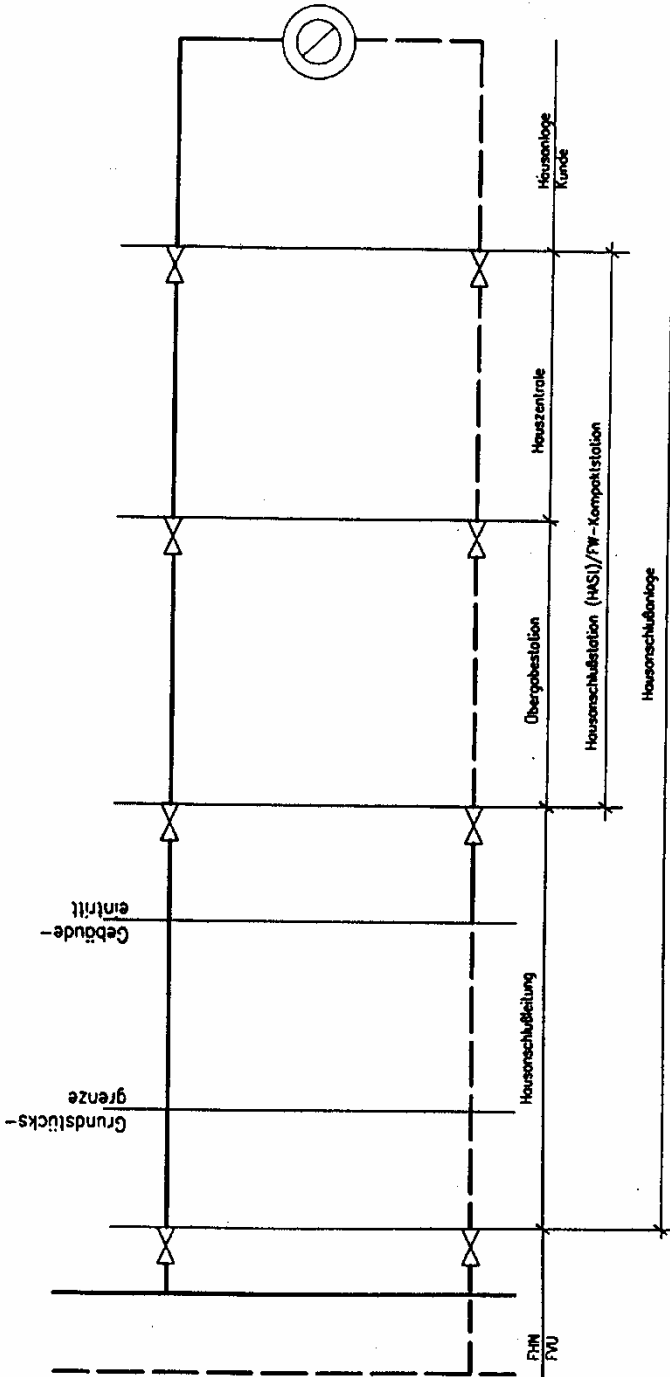 Hausanlage
Kunde
Hauszentrale
Übergabestation
Hausanschlußstation (HASt)/FW-Kompaktstation
Hausanschlußanlage
Gebäude-
eintritt
Hausanschlußleitung
Grundstücks-
grenze
FHN
FVU